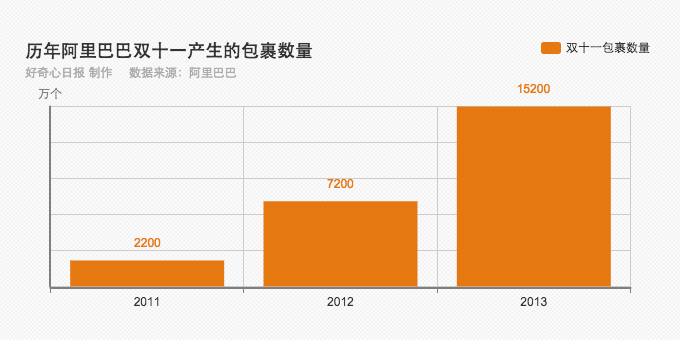 历年阿里巴巴双十一产生的包裹数量
双十一包裹数量
好奇心日报 制作 数据来源：阿里巴巴
万个
15200
7200
2200
2011 2012 2013